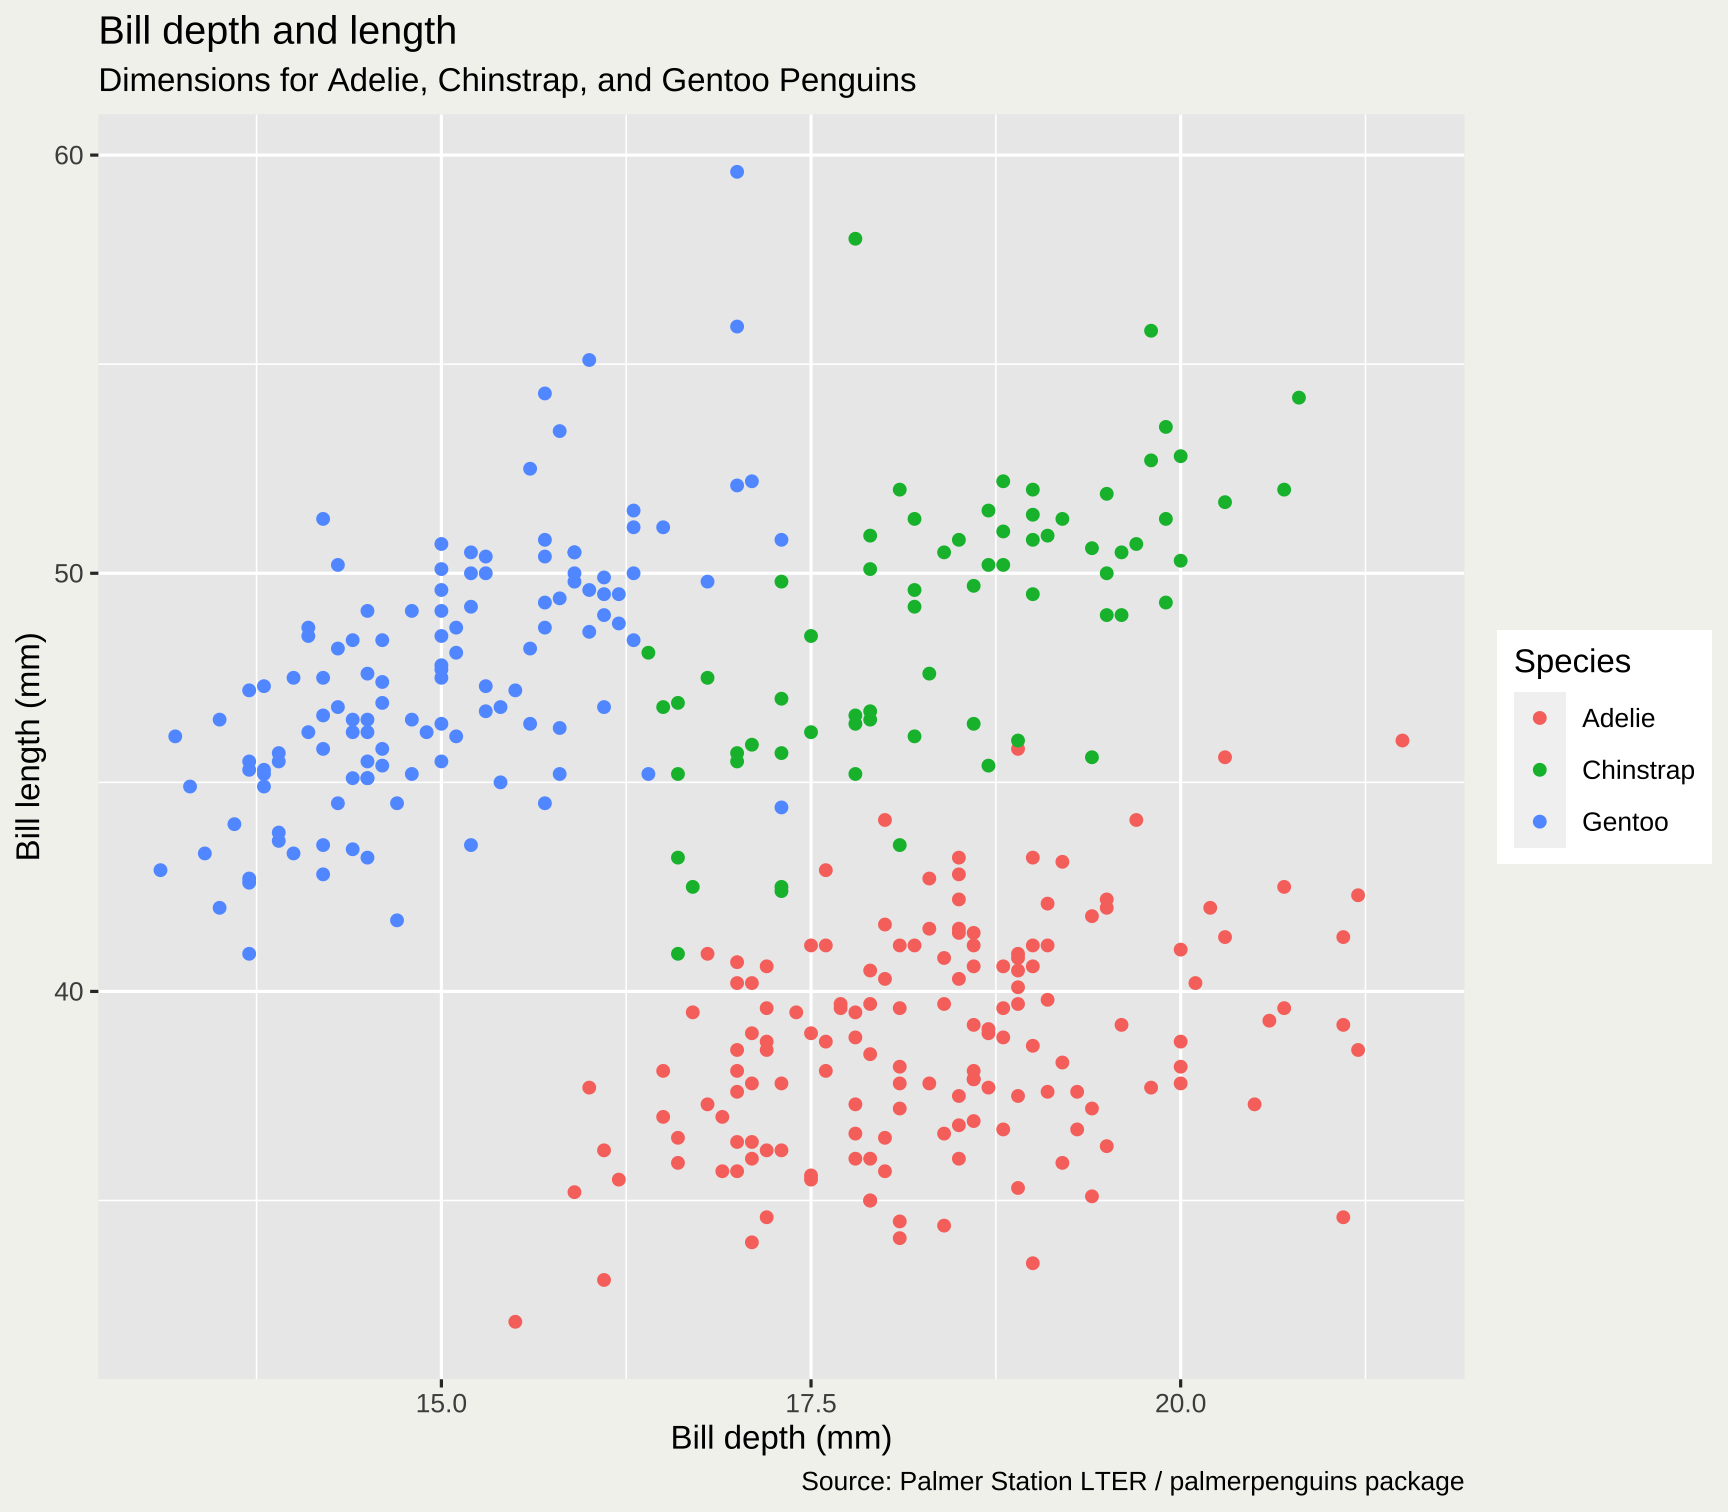 Bill depth and length
Dimensions for Adelie, Chinstrap, and Gentoo Penguins
60
50
40
Bill length (mm)
15.0 17.5 20.0
Bill depth (mm)
Species
Adelie
Chinstrap
Gentoo
Source: Palmer Station LTER / palmerpenguins package